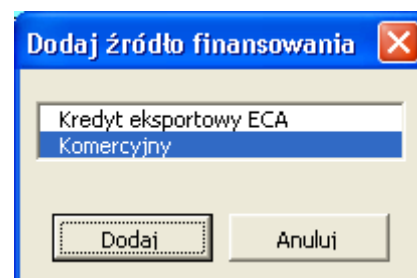 Dodaj źródło finansowania
Kredyt eksportowy ECA
Komercyjny
Dodaj
Anuluj